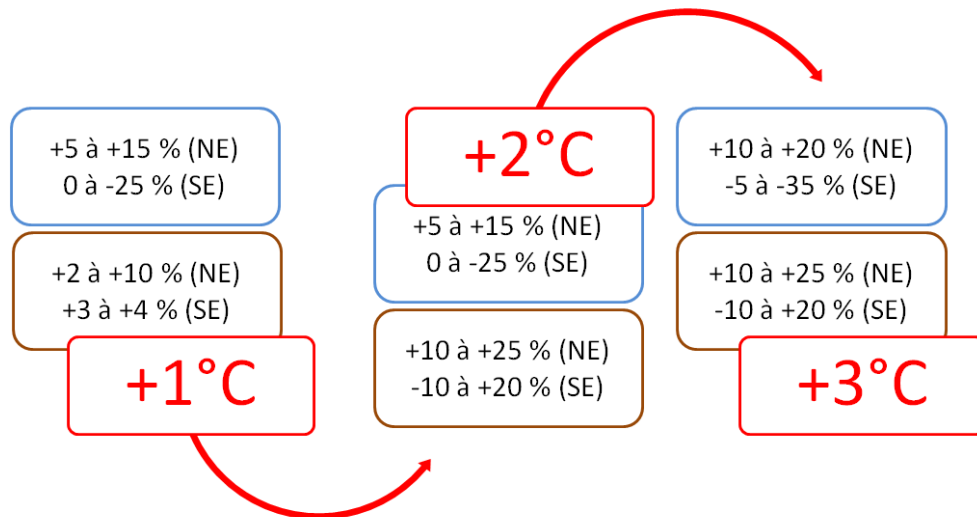 +5 à +15 % (NE)
0 à -25 % (SE)
+2 à +10 % (NE)
+3 à +4 % (SE)
+1°C
+2°C
+5 à +15 % (NE)
0 à -25 % (SE)
+10 à +25 % (NE)
-10 à +20 % (SE)
+10 à +20 % (NE)
-5 à -35 % (SE)
+10 à +25 % (NE)
-10 à +20 % (SE)
+3°C